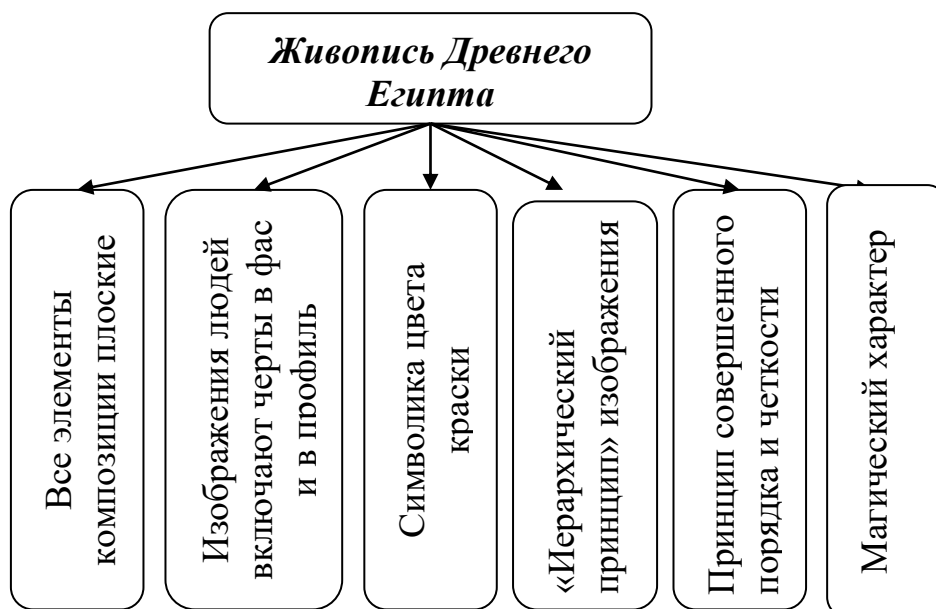 Живопись Древнего
Египта
Все элементы
композиции плоские
Изображения людей
включают черты в фас
и в профиль
Символика цвета
краски
«Иерархический
принцип» изображения
Принцип совершенного
порядка и четкости
Магический характер